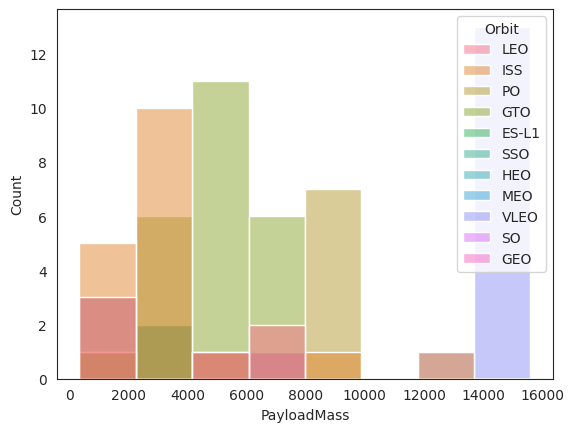 Orbit
LEO
ISS
PO
GTO
ES-L1
SSO
HEO
MEO
VLEO
SO
GEO
Count
12
10
8
6
4
2
0
0 2000 4000 6000 8000 10000 12000 14000 16000
PayloadMass